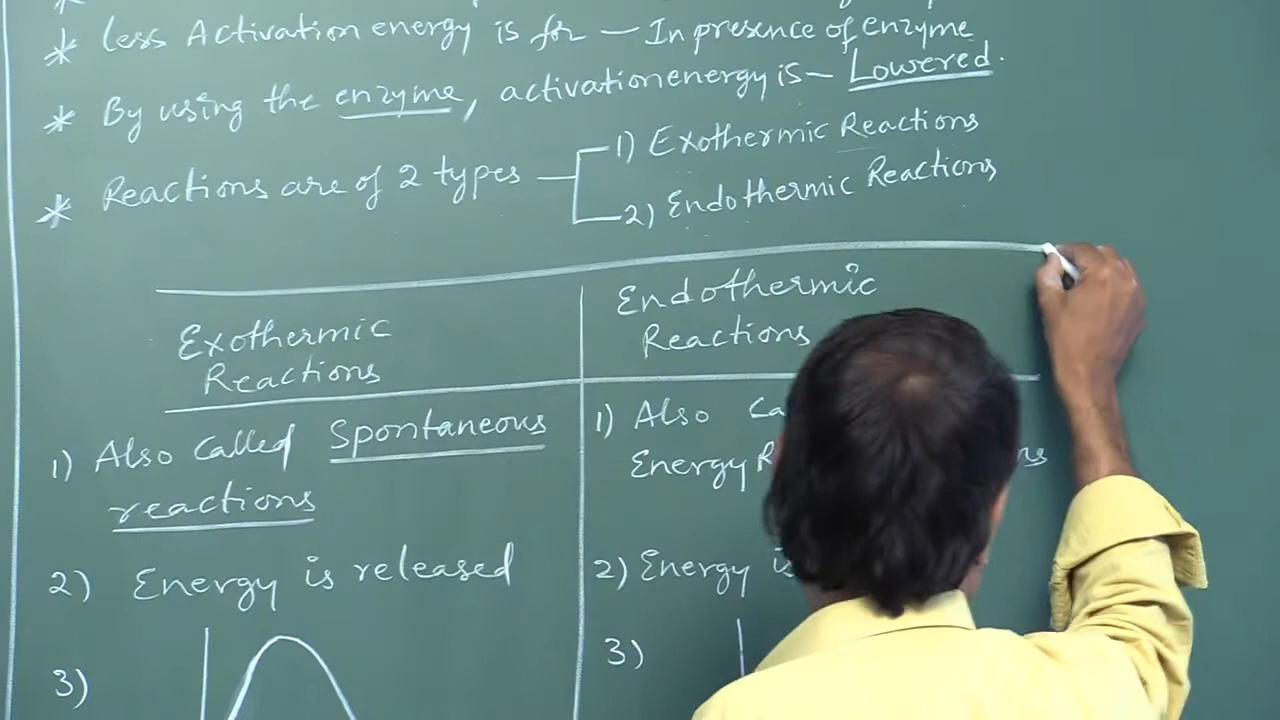 * less Activation energy is for – In presence of enzyme
* By using the enzyme, activation energy is – Lowered.
* Reactions are of 2 types
1) Exothermic Reactions
2) Endothermic Reactions
Exothermic
Reactions
1) Also called Spontaneous
reactions
2) Energy is released
3)
Endothermic
Reactions
1) Also
Energy
2) Energy
3)